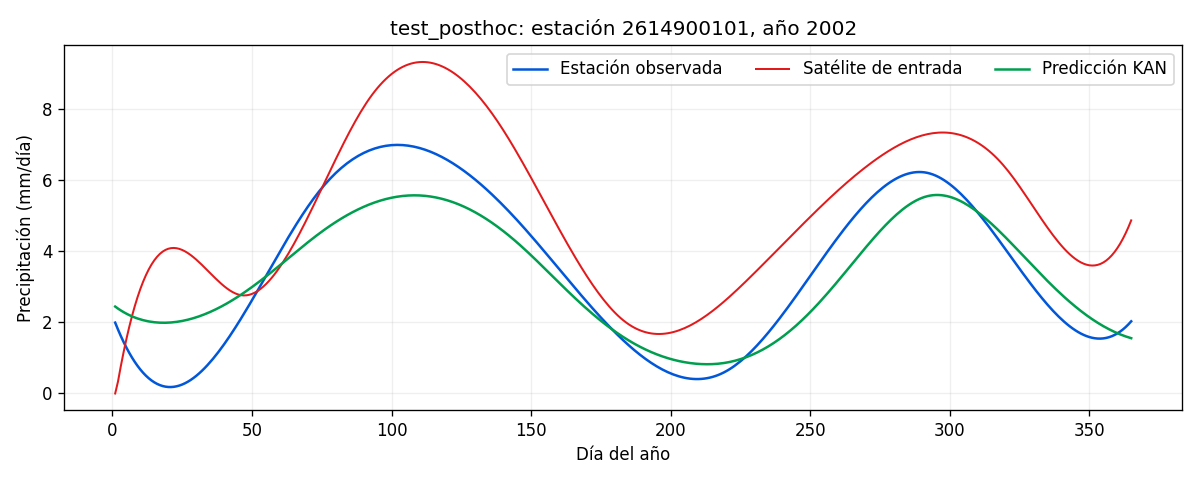 test_posthoc: estación 2614900101, año 2002
Estación observada
Satélite de entrada
Predicción KAN
Precipitación (mm/día)
8
6
4
2
0
0 50 100 150 200 250 300 350
Día del año